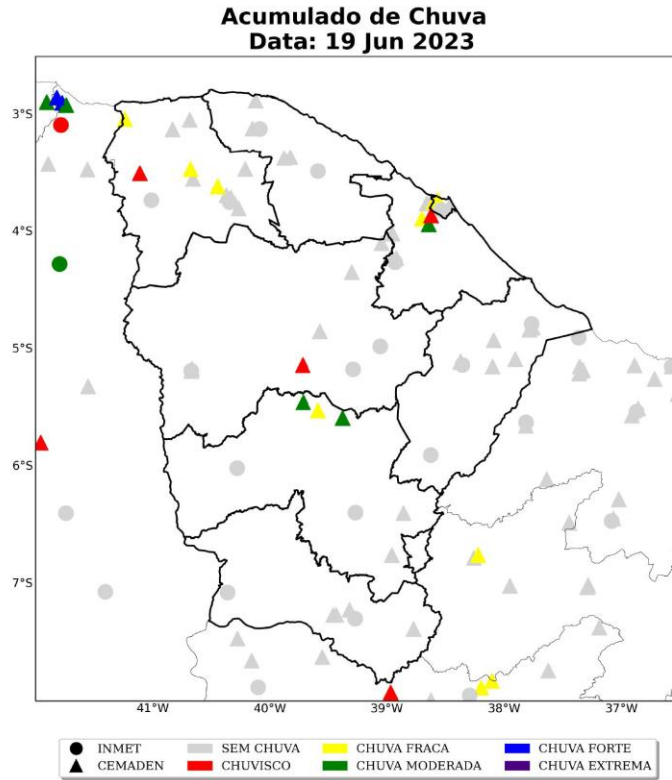 Acumulado de Chuva
Data: 19 Jun 2023
3°S
4°S
5°S
6°S
7°S
41°W
40°W
39°W
38°W
37°W
INMET
SEM CHUVA
CHUVA FRACA
CHUVA FORTE
CEMADEN
CHUVISCO
CHUVA MODERADA
CHUVA EXTREMA